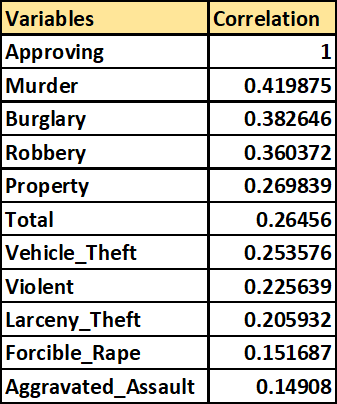 Variables Correlation
Approving 1
Murder 0.419875
Burglary 0.382646
Robbery 0.360372
Property 0.269839
Total 0.26456
Vehicle_Theft 0.253576
Violent 0.225639
Larceny_Theft 0.205932
Forcible_Rape 0.151687
Aggravated_Assault 0.14908